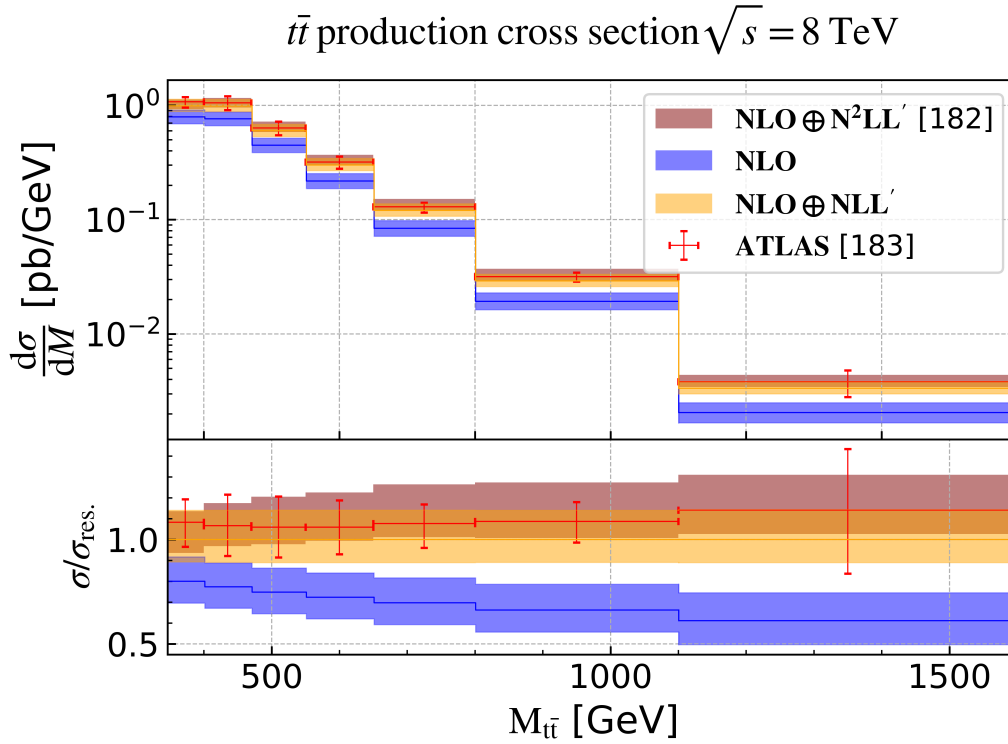 tt̄ production cross section √s = 8 TeV
dσ/dM [pb/GeV]
10⁰
10⁻¹
10⁻²
NLO ⊕ N²LL′ [182]
NLO
NLO ⊕ NLL′
ATLAS [183]
σ/σres.
1.0
0.5
500 1000 1500
Mtt̄ [GeV]